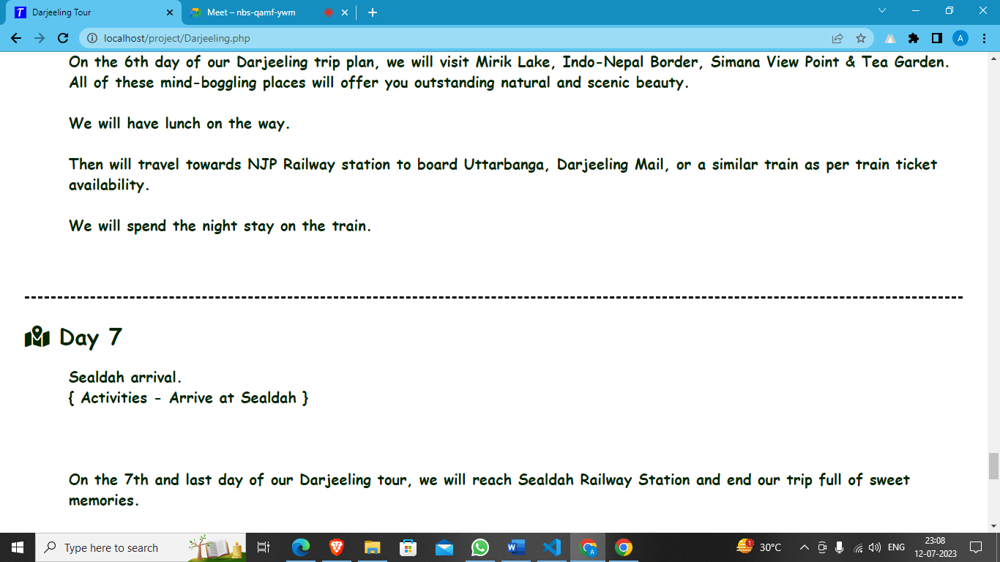 Darjeeling Tour
Meet – nbs-qamf-ywm
localhost/project/Darjeeling.php
A
On the 6th day of our Darjeeling trip plan, we will visit Mirik Lake, Indo-Nepal Border, Simana View Point & Tea Garden.
All of these mind-boggling places will offer you outstanding natural and scenic beauty.
We will have lunch on the way.
Then will travel towards NJP Railway station to board Uttarbanga, Darjeeling Mail, or a similar train as per train ticket
availability.
We will spend the night stay on the train.
Day 7
Sealdah arrival.
{ Activities - Arrive at Sealdah }
On the 7th and last day of our Darjeeling tour, we will reach Sealdah Railway Station and end our trip full of sweet
memories.
Type here to search
1
30°C
ENG
23:08
12-07-2023